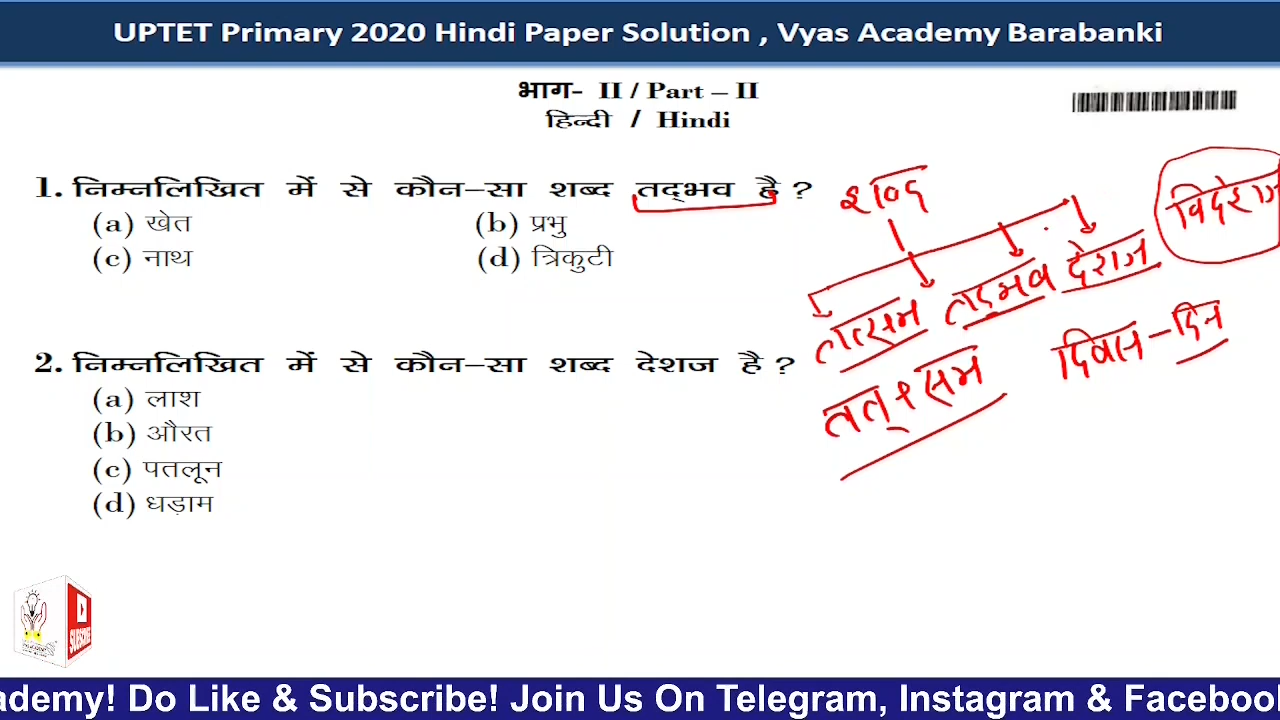 UPTET Primary 2020 Hindi Paper Solution , Vyas Academy Barabanki
भाग- II / Part – II
हिन्दी / Hindi
1. निम्नलिखित में से कौन–सा शब्द तद्भव है ?
(a) खेत (b) प्रभु
(c) नाथ (d) त्रिकुटी
शब्द
विदेशज
तत्सम तद्भव देशज
तत् + सम
दिवस – दिन
2. निम्नलिखित में से कौन–सा शब्द देशज है ?
(a) लाश
(b) औरत
(c) पतलून
(d) धड़ाम
SUBSCRIBE
ademy! Do Like & Subscribe! Join Us On Telegram, Instagram & Faceboo